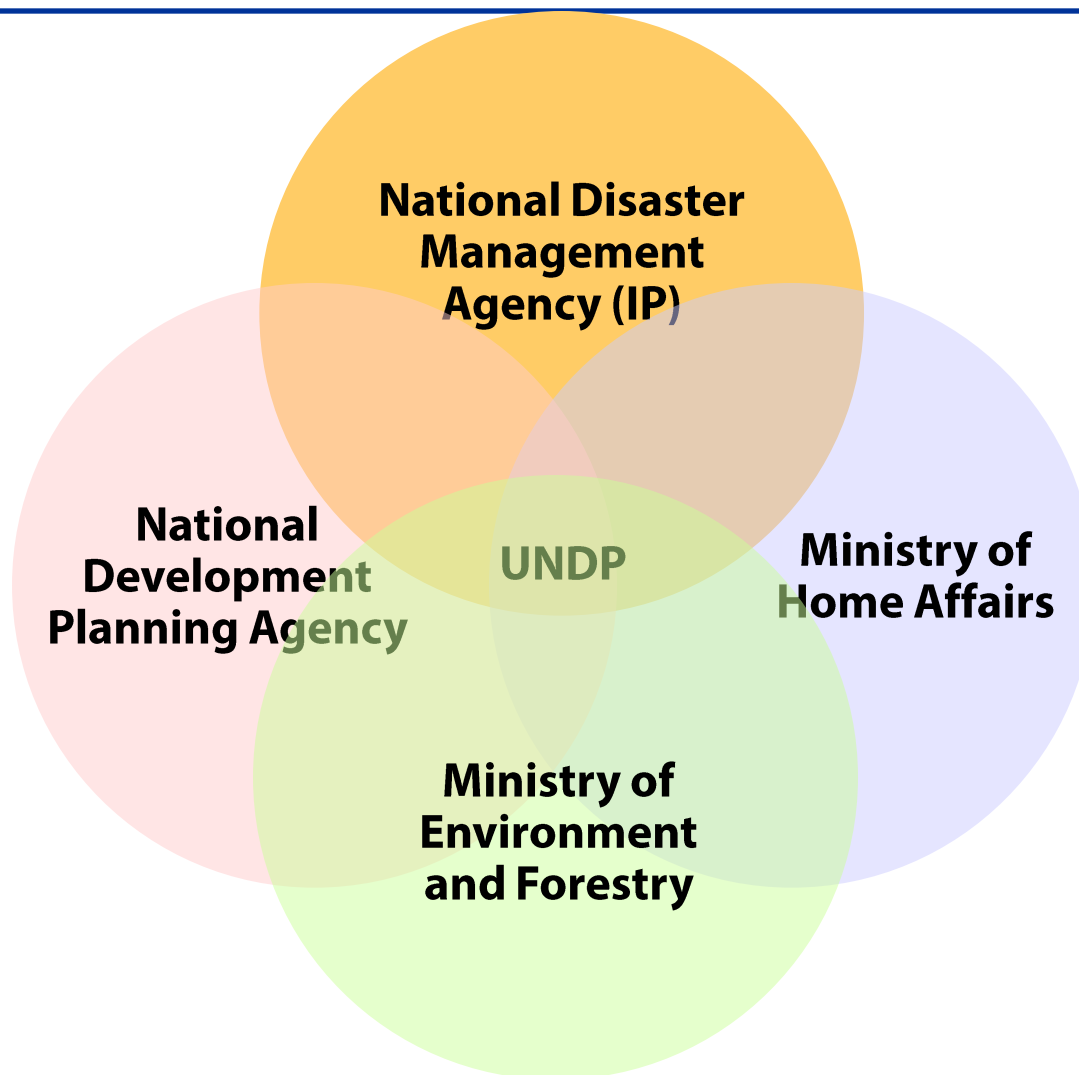 National Disaster
Management
Agency (IP)
National
Development
Planning Agency
UNDP
Ministry of
Home Affairs
Ministry of
Environment
and Forestry